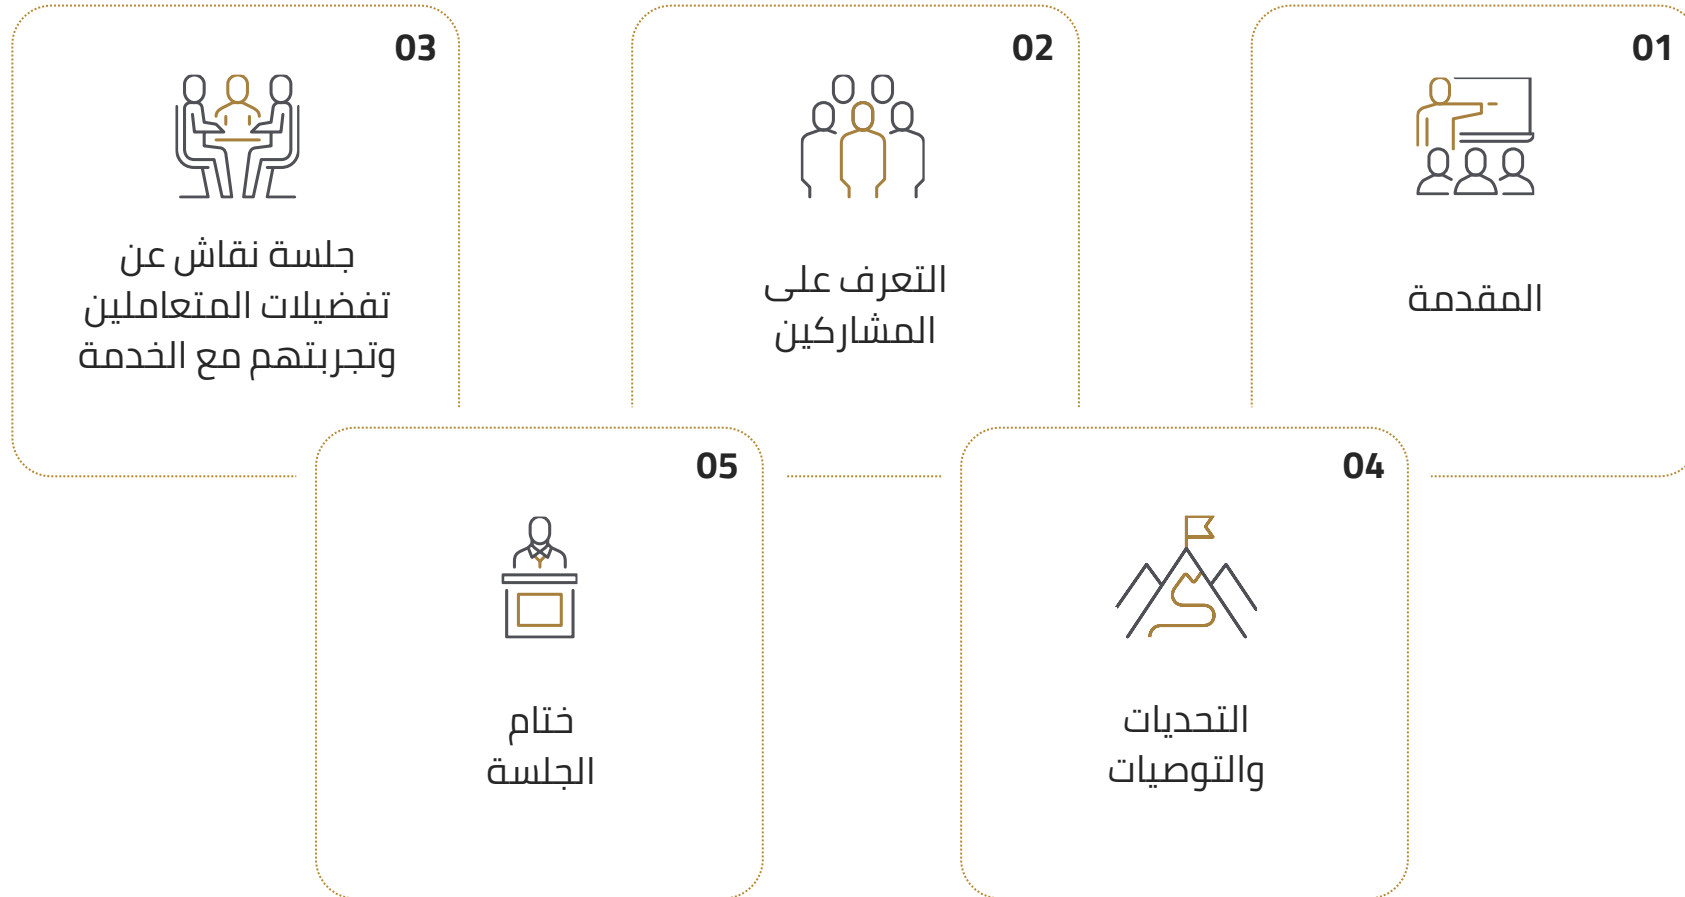 01
المقدمة
02
التعرف على
المشاركين
03
جلسة نقاش عن
تفضيلات المتعاملين
وتجربتهم مع الخدمة
04
التحديات
والتوصيات
05
ختام
الجلسة